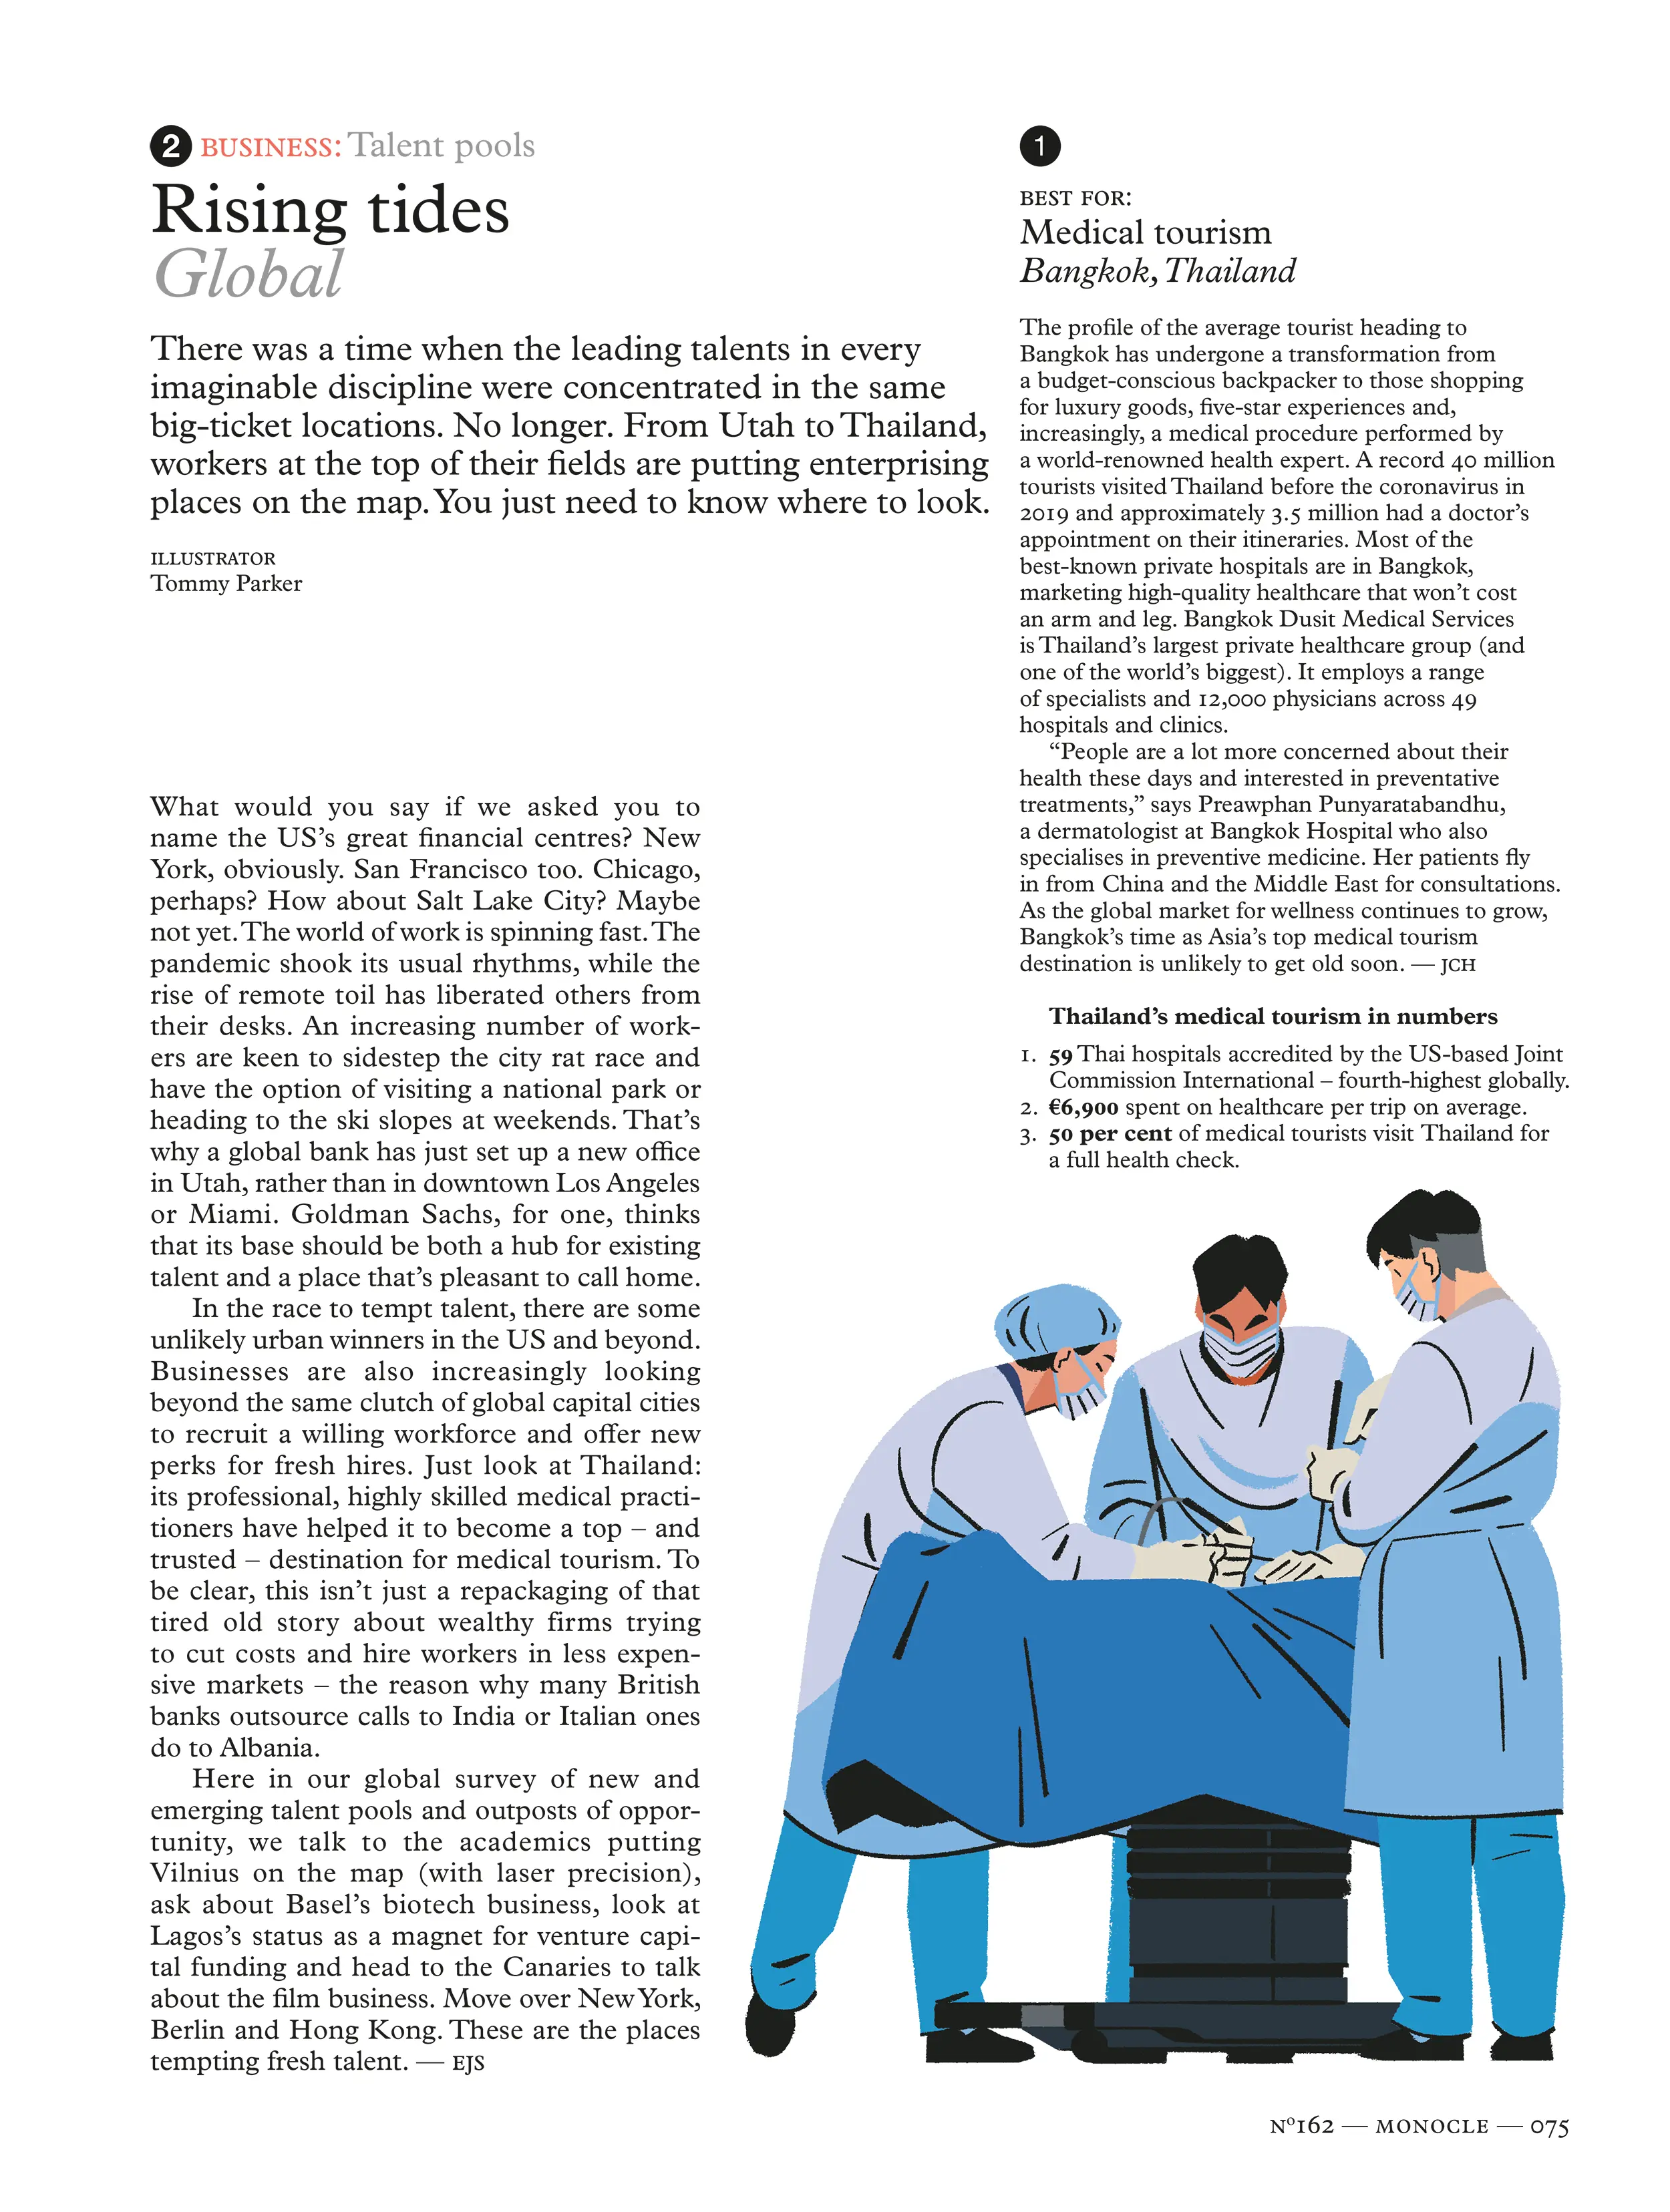 2 BUSINESS: Talent pools
Rising tides
Global
There was a time when the leading talents in every
imaginable discipline were concentrated in the same
big-ticket locations. No longer. From Utah to Thailand,
workers at the top of their fields are putting enterprising
places on the map. You just need to know where to look.
ILLUSTRATOR
Tommy Parker
What would you say if we asked you to
name the US’s great financial centres? New
York, obviously. San Francisco too. Chicago,
perhaps? How about Salt Lake City? Maybe
not yet. The world of work is spinning fast. The
pandemic shook its usual rhythms, while the
rise of remote toil has liberated others from
their desks. An increasing number of work-
ers are keen to sidestep the city rat race and
have the option of visiting a national park or
heading to the ski slopes at weekends. That’s
why a global bank has just set up a new office
in Utah, rather than in downtown Los Angeles
or Miami. Goldman Sachs, for one, thinks
that its base should be both a hub for existing
talent and a place that’s pleasant to call home.
In the race to tempt talent, there are some
unlikely urban winners in the US and beyond.
Businesses are also increasingly looking
beyond the same clutch of global capital cities
to recruit a willing workforce and offer new
perks for fresh hires. Just look at Thailand:
its professional, highly skilled medical practi-
tioners have helped it to become a top – and
trusted – destination for medical tourism. To
be clear, this isn’t just a repackaging of that
tired old story about wealthy firms trying
to cut costs and hire workers in less expen-
sive markets – the reason why many British
banks outsource calls to India or Italian ones
do to Albania.
Here in our global survey of new and
emerging talent pools and outposts of oppor-
tunity, we talk to the academics putting
Vilnius on the map (with laser precision),
ask about Basel’s biotech business, look at
Lagos’s status as a magnet for venture capi-
tal funding and head to the Canaries to talk
about the film business. Move over New York,
Berlin and Hong Kong. These are the places
tempting fresh talent. — EJS
1
BEST FOR:
Medical tourism
Bangkok, Thailand
The profile of the average tourist heading to
Bangkok has undergone a transformation from
a budget-conscious backpacker to those shopping
for luxury goods, five-star experiences and,
increasingly, a medical procedure performed by
a world-renowned health expert. A record 40 million
tourists visited Thailand before the coronavirus in
2019 and approximately 3.5 million had a doctor’s
appointment on their itineraries. Most of the
best-known private hospitals are in Bangkok,
marketing high-quality healthcare that won’t cost
an arm and leg. Bangkok Dusit Medical Services
is Thailand’s largest private healthcare group (and
one of the world’s biggest). It employs a range
of specialists and 12,000 physicians across 49
hospitals and clinics.
“People are a lot more concerned about their
health these days and interested in preventative
treatments,” says Preawphan Punyaratabandhu,
a dermatologist at Bangkok Hospital who also
specialises in preventive medicine. Her patients fly
in from China and the Middle East for consultations.
As the global market for wellness continues to grow,
Bangkok’s time as Asia’s top medical tourism
destination is unlikely to get old soon. — JCH
Thailand’s medical tourism in numbers
1. 59 Thai hospitals accredited by the US-based Joint
Commission International – fourth-highest globally.
2. €6,900 spent on healthcare per trip on average.
3. 50 per cent of medical tourists visit Thailand for
a full health check.
Nº162 — MONOCLE — 075